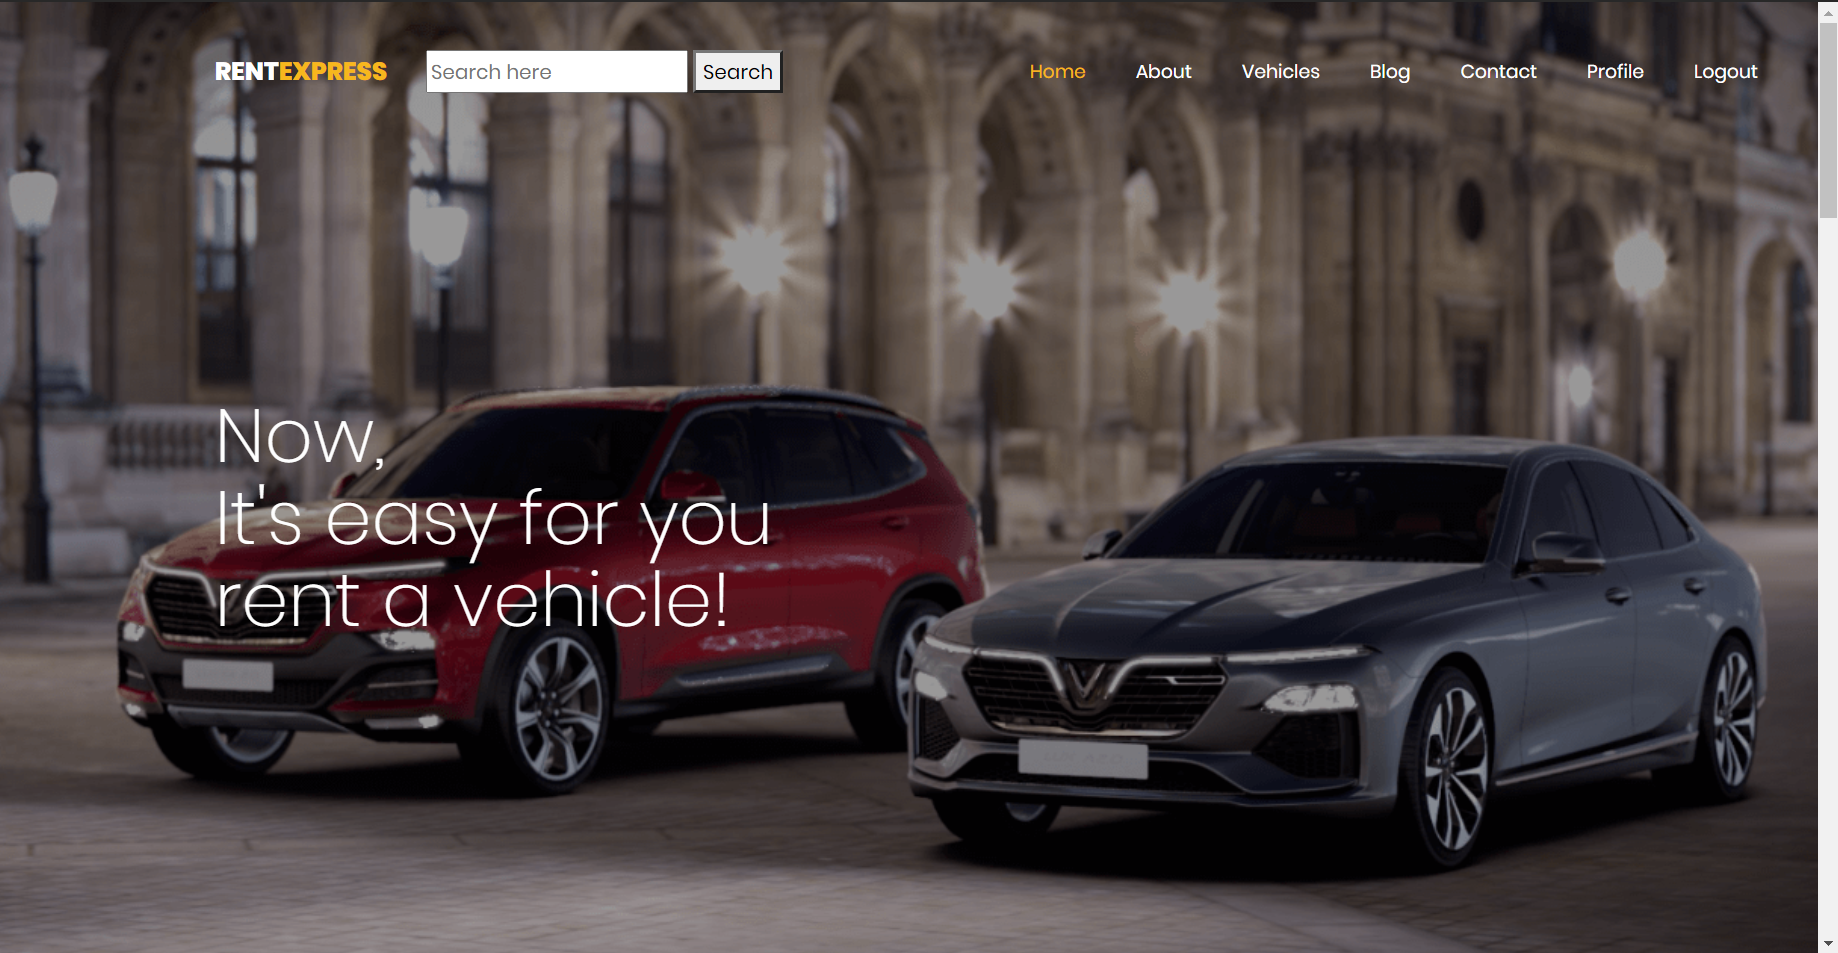 RENTEXPRESS
Search here
Search
Home About Vehicles Blog Contact Profile Logout
Now,
It's easy for you
rent a vehicle!